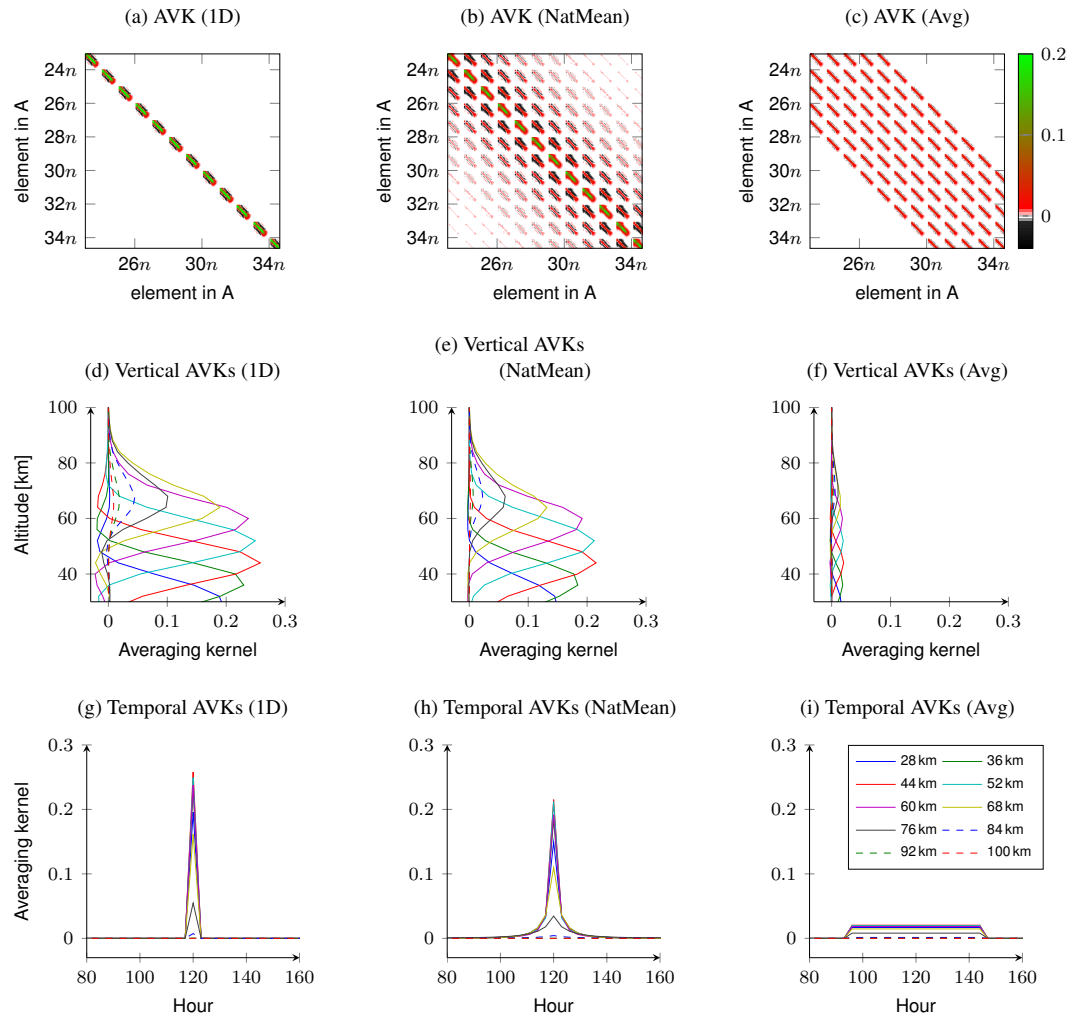 (a) AVK (1D)
(b) AVK (NatMean)
(c) AVK (Avg)
24n
26n
28n
30n
32n
34n
element in A
26n
30n
34n
element in A
24n
26n
28n
30n
32n
34n
element in A
26n
30n
34n
element in A
24n
26n
28n
30n
32n
34n
element in A
26n
30n
34n
element in A
0.2
0.1
0
(d) Vertical AVKs (1D)
(e) Vertical AVKs
(NatMean)
(f) Vertical AVKs (Avg)
100
80
60
40
Altitude [km]
0
0.1
0.2
0.3
Averaging kernel
100
80
60
40
0
0.1
0.2
0.3
Averaging kernel
100
80
60
40
0
0.1
0.2
0.3
Averaging kernel
(g) Temporal AVKs (1D)
(h) Temporal AVKs (NatMean)
(i) Temporal AVKs (Avg)
0.3
0.2
0.1
0
Averaging kernel
80
100
120
140
160
Hour
0.3
0.2
0.1
0
80
100
120
140
160
Hour
0.3
0.2
0.1
0
80
100
120
140
160
Hour
28 km
36 km
44 km
52 km
60 km
68 km
76 km
84 km
92 km
100 km